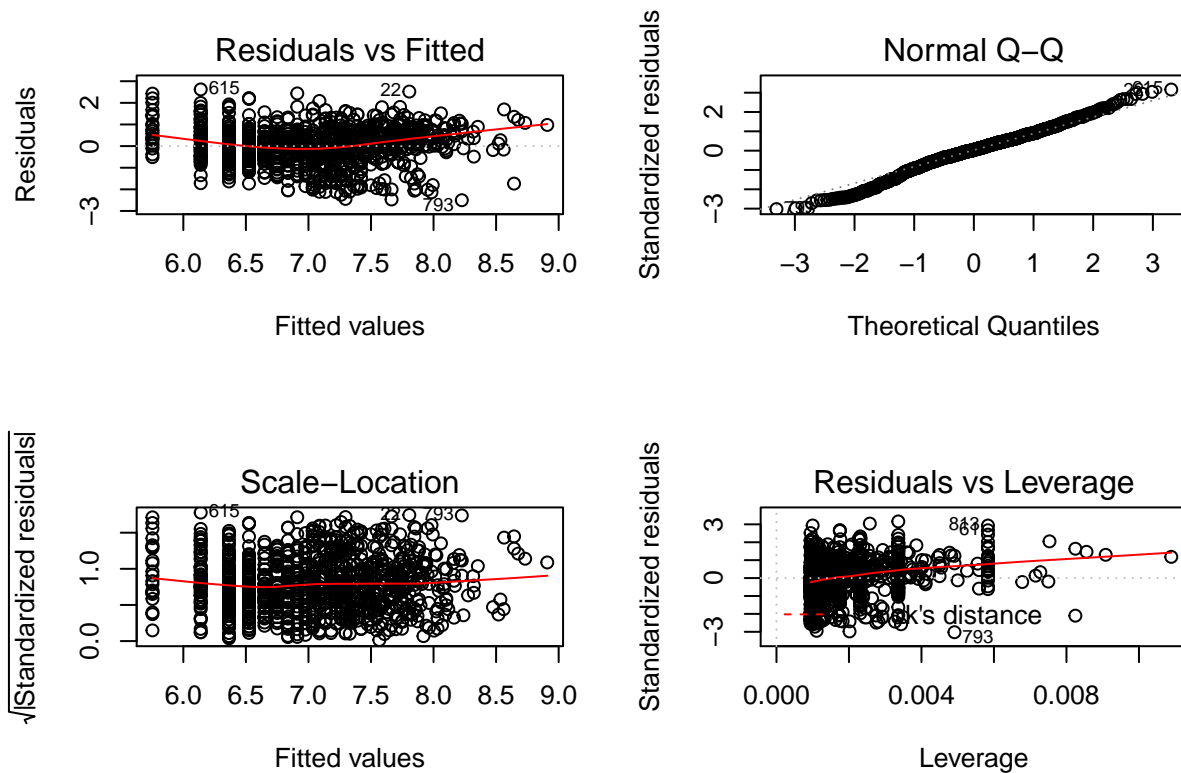 Residuals vs Fitted
Residuals
2
0
−3
615
22
793
6.0 6.5 7.0 7.5 8.0 8.5 9.0
Fitted values
Normal Q−Q
Standardized residuals
2
0
−3
−3 −2 −1 0 1 2 3
Theoretical Quantiles
Scale−Location
√|Standardized residuals|
1.0
0.0
615
22 793
6.0 6.5 7.0 7.5 8.0 8.5 9.0
Fitted values
Residuals vs Leverage
Standardized residuals
3
0
−3
813
793
k's distance
0.000 0.004 0.008
Leverage